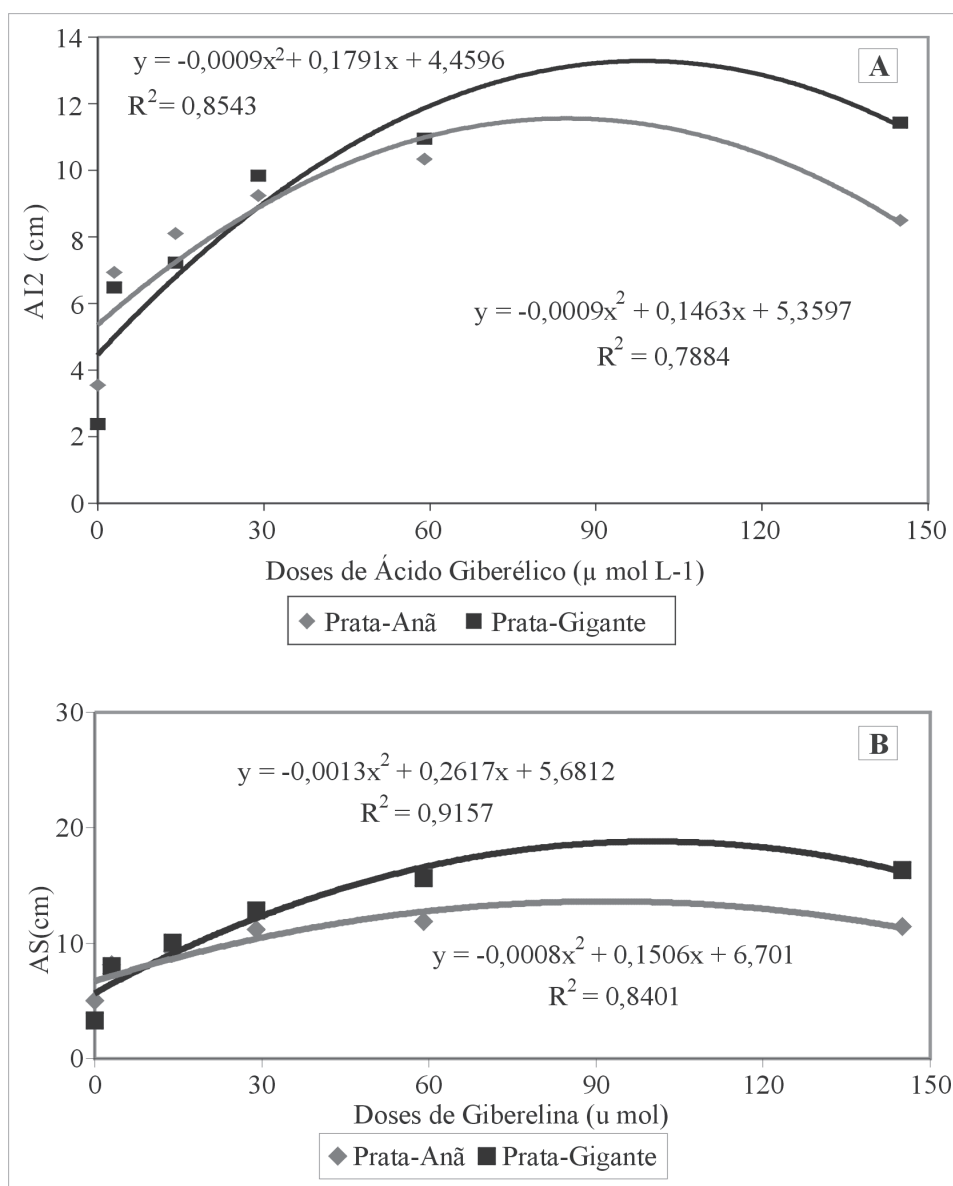 14
12
10
8
6
4
2
0
AI2 (cm)
y = -0,0009x²+ 0,1791x + 4,4596
R²= 0,8543
A
y = -0,0009x² + 0,1463x + 5,3597
R² = 0,7884
0 30 60 90 120 150
Doses de Ácido Giberélico (µ mol L-1)
Prata-Anã Prata-Gigante
30
20
10
0
AS(cm)
B
y = -0,0013x² + 0,2617x + 5,6812
R² = 0,9157
y = -0,0008x² + 0,1506x + 6,701
R² = 0,8401
0 30 60 90 120 150
Doses de Giberelina (u mol)
Prata-Anã Prata-Gigante